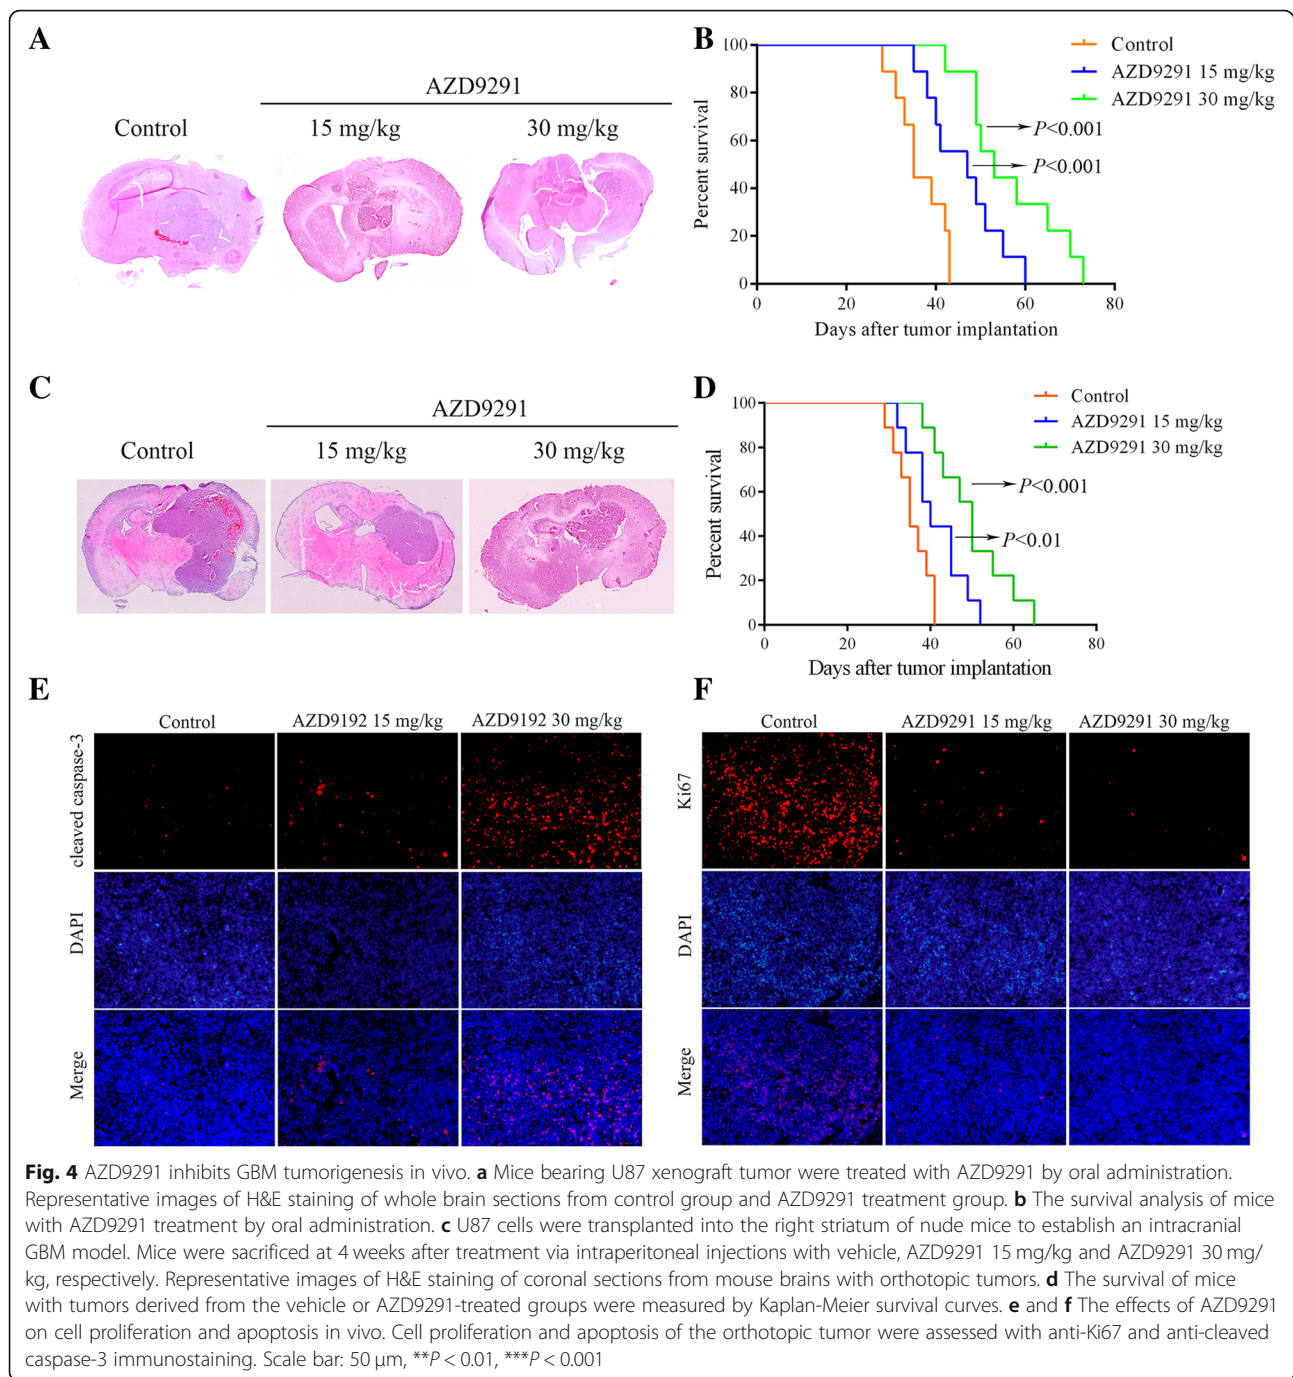 A
AZD9291
Control
15 mg/kg
30 mg/kg
B
Control
AZD9291 15 mg/kg
AZD9291 30 mg/kg
100
80
60
40
20
0
Percent survival
P<0.001
P<0.001
0
20
40
60
80
Days after tumor implantation
C
AZD9291
Control
15 mg/kg
30 mg/kg
D
Control
AZD9291 15 mg/kg
AZD9291 30 mg/kg
100
80
60
40
20
0
Percent survival
P<0.001
P<0.01
0
20
40
60
80
Days after tumor implantation
E
Control
AZD9192 15 mg/kg
AZD9192 30 mg/kg
cleaved caspase-3
DAPI
Merge
F
Control
AZD9291 15 mg/kg
AZD9291 30 mg/kg
Ki67
DAPI
Merge
Fig. 4 AZD9291 inhibits GBM tumorigenesis in vivo. a Mice bearing U87 xenograft tumor were treated with AZD9291 by oral administration.
Representative images of H&E staining of whole brain sections from control group and AZD9291 treatment group. b The survival analysis of mice
with AZD9291 treatment by oral administration. c U87 cells were transplanted into the right striatum of nude mice to establish an intracranial
GBM model. Mice were sacrificed at 4 weeks after treatment via intraperitoneal injections with vehicle, AZD9291 15 mg/kg and AZD9291 30 mg/
kg, respectively. Representative images of H&E staining of coronal sections from mouse brains with orthotopic tumors. d The survival of mice
with tumors derived from the vehicle or AZD9291-treated groups were measured by Kaplan-Meier survival curves. e and f The effects of AZD9291
on cell proliferation and apoptosis in vivo. Cell proliferation and apoptosis of the orthotopic tumor were assessed with anti-Ki67 and anti-cleaved
caspase-3 immunostaining. Scale bar: 50 μm, **P < 0.01, ***P < 0.001